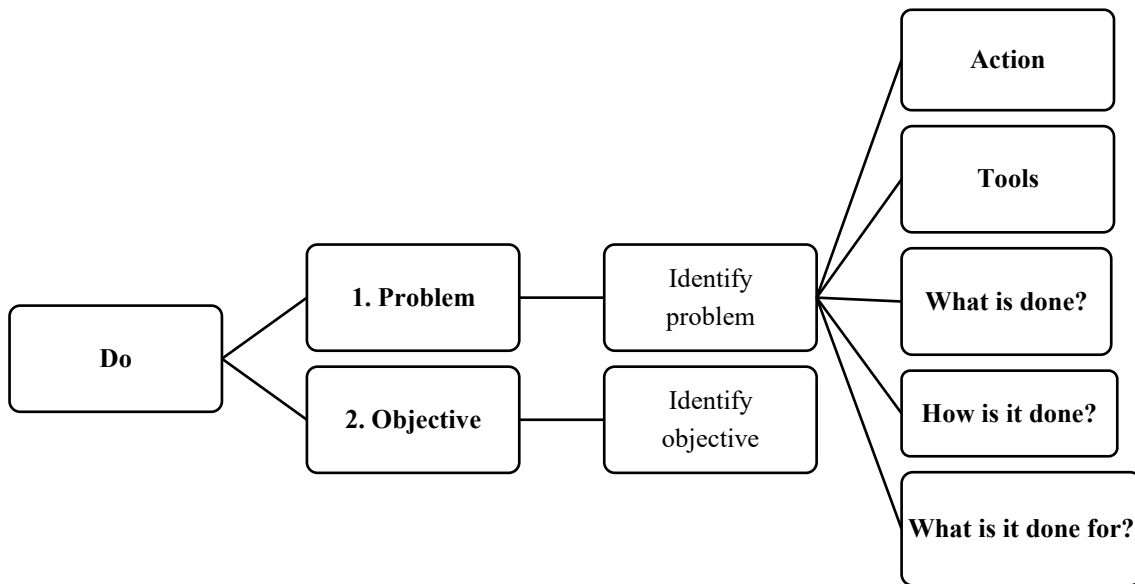 Do
1. Problem
Identify
problem
2. Objective
Identify
objective
Action
Tools
What is done?
How is it done?
What is it done for?